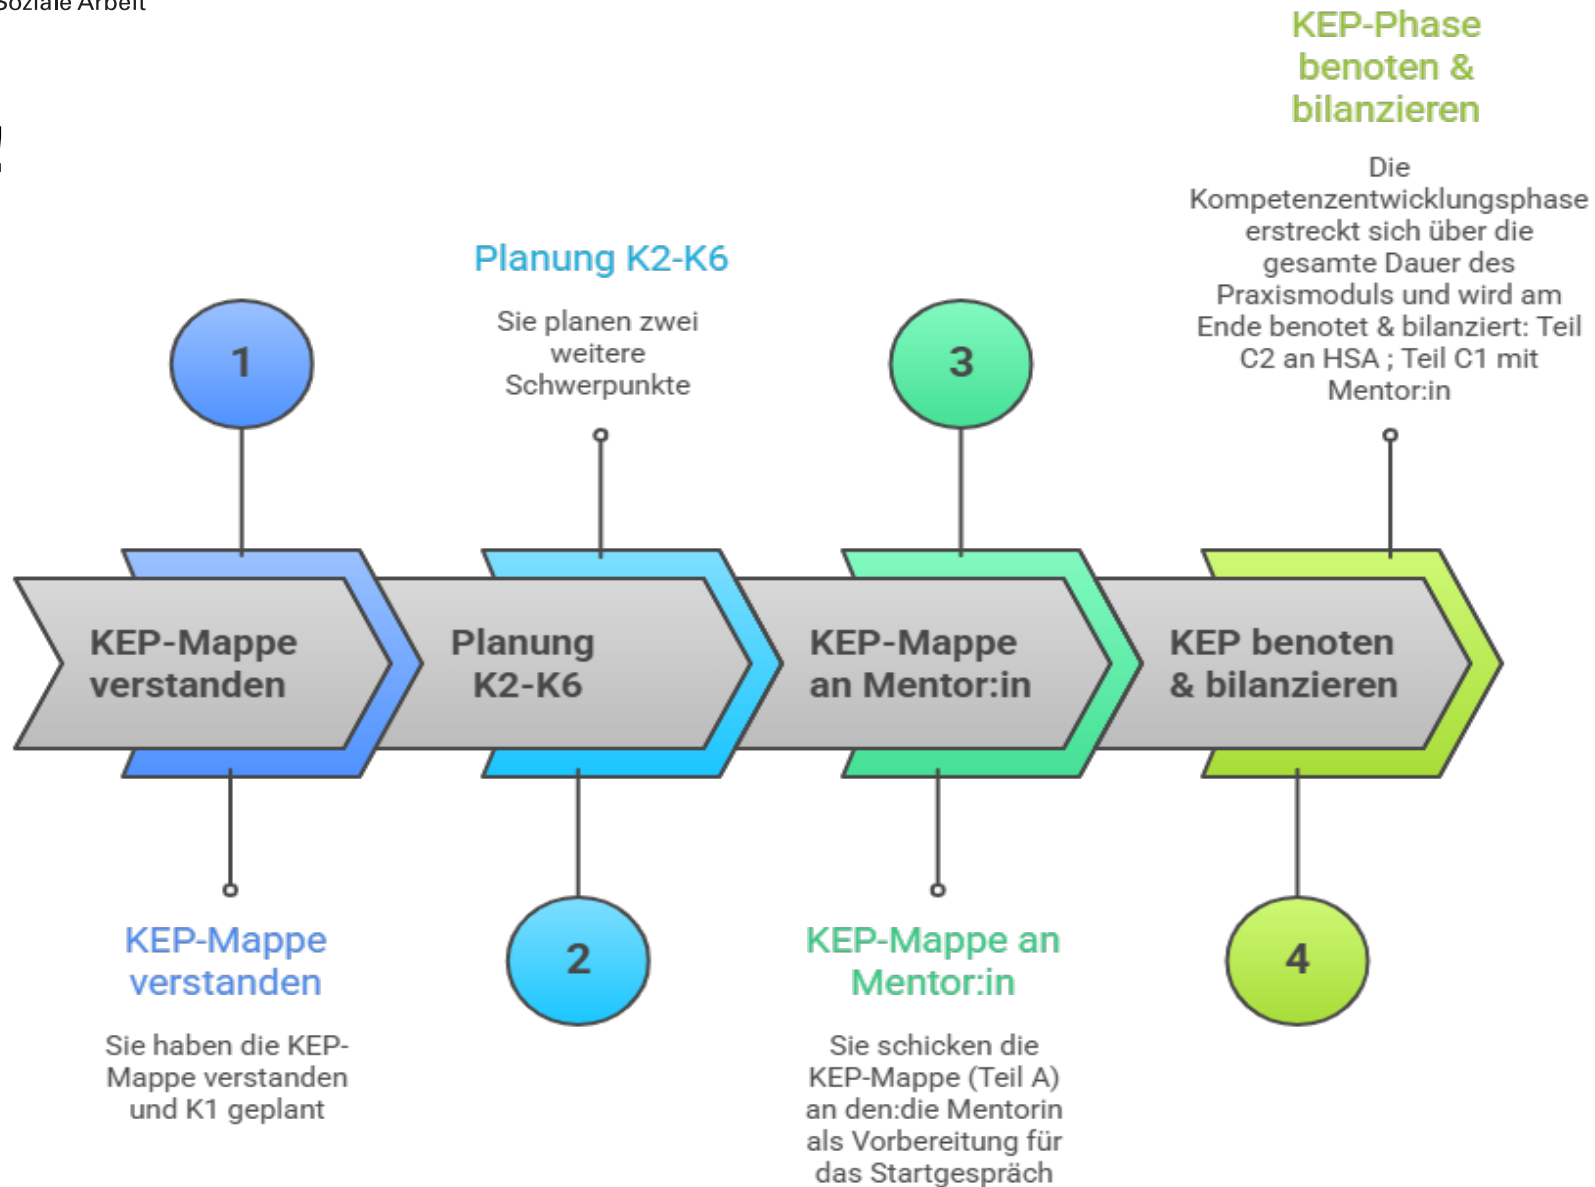 Soziale Arbeit
!
KEP-Phase
benoten &
bilanzieren
Die
Kompetenzentwicklungsphase
erstreckt sich über die
gesamte Dauer des
Praxismoduls und wird am
Ende benotet & bilanziert: Teil
C2 an HSA ; Teil C1 mit
Mentor:in
Planung K2-K6
Sie planen zwei
weitere
Schwerpunkte
1
3
KEP-Mappe
verstanden
Planung
K2-K6
KEP-Mappe
an Mentor:in
KEP benoten
& bilanzieren
KEP-Mappe
verstanden
Sie haben die KEP-
Mappe verstanden
und K1 geplant
2
KEP-Mappe an
Mentor:in
Sie schicken die
KEP-Mappe (Teil A)
an den:die Mentorin
als Vorbereitung für
das Startgespräch
4